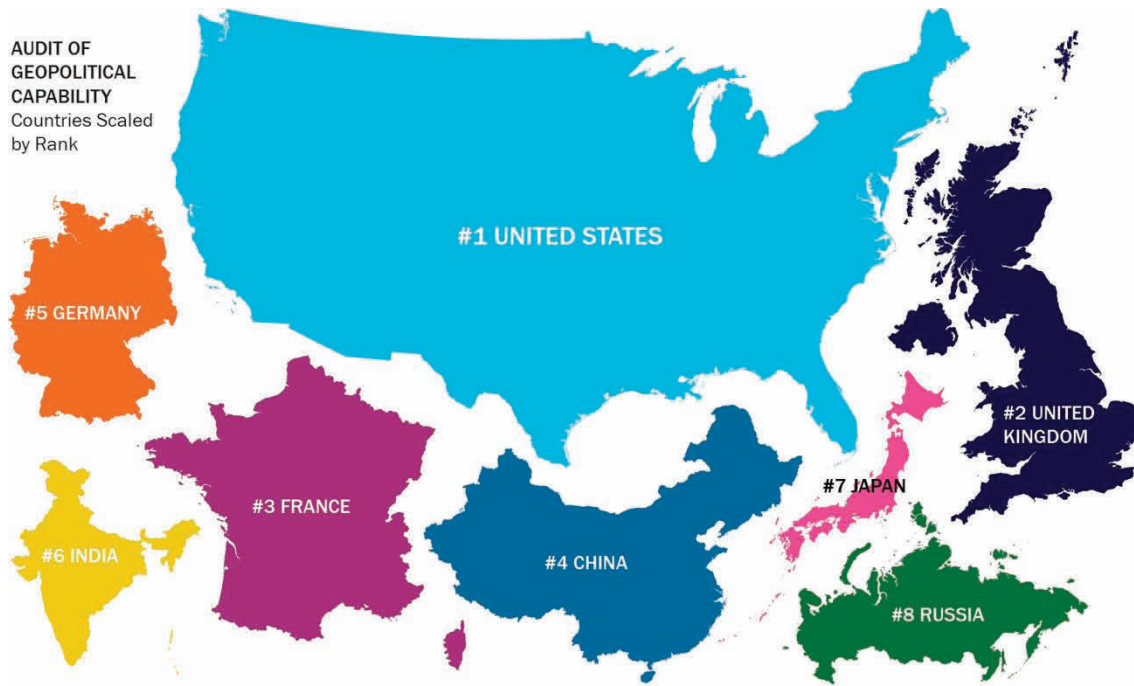 AUDIT OF
GEOPOLITICAL
CAPABILITY
Countries Scaled
by Rank
#1 UNITED STATES
#5 GERMANY
#2 UNITED
KINGDOM
#7 JAPAN
#3 FRANCE
#6 INDIA
#4 CHINA
#8 RUSSIA